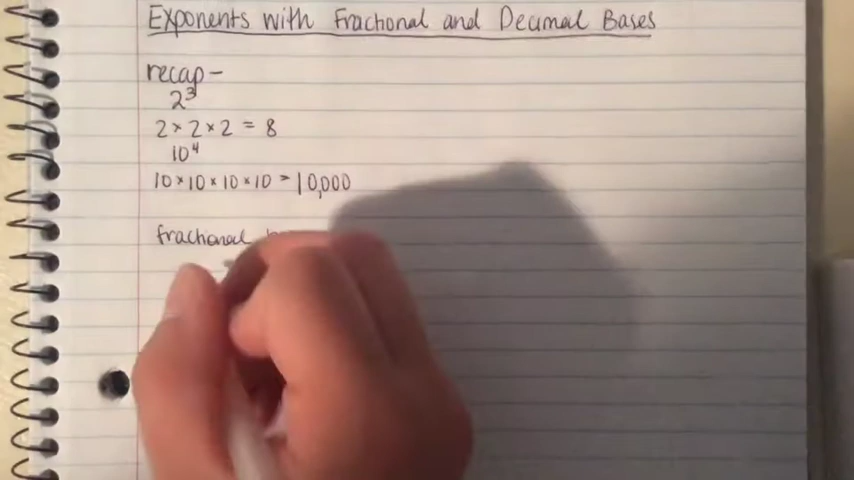 Exponents with Fractional and Decimal Bases
recap-
2³
2 × 2 × 2 = 8
10⁴
10 × 10 × 10 × 10 = 10,000
fractional